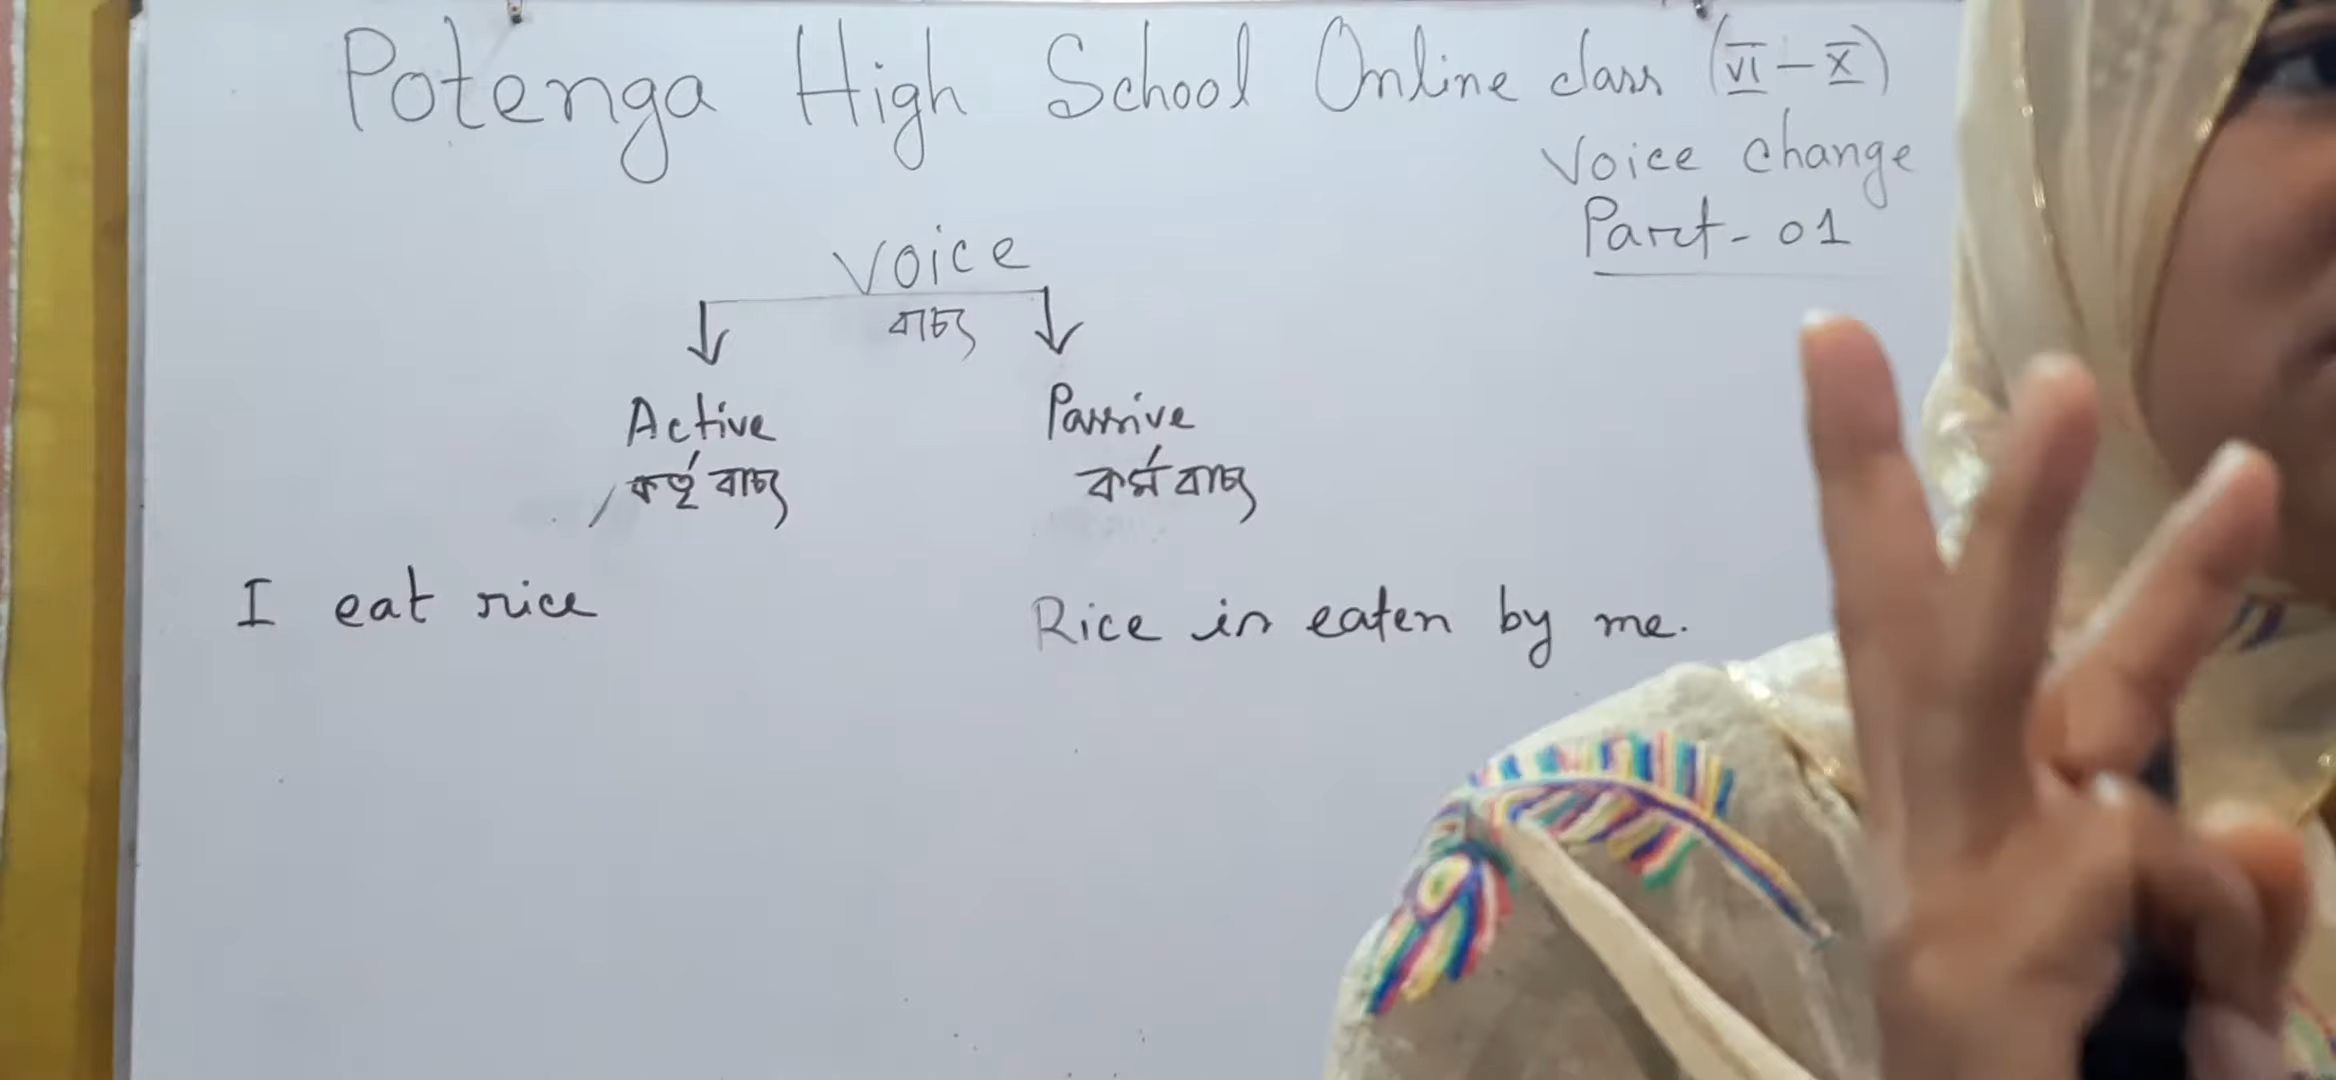 Potenga High School Online class (VI-X)
Voice change
Part-01
Voice
বাচ্য
Active
Passive
কর্তৃবাচ্য
কর্মবাচ্য
I eat rice
Rice is eaten by me.